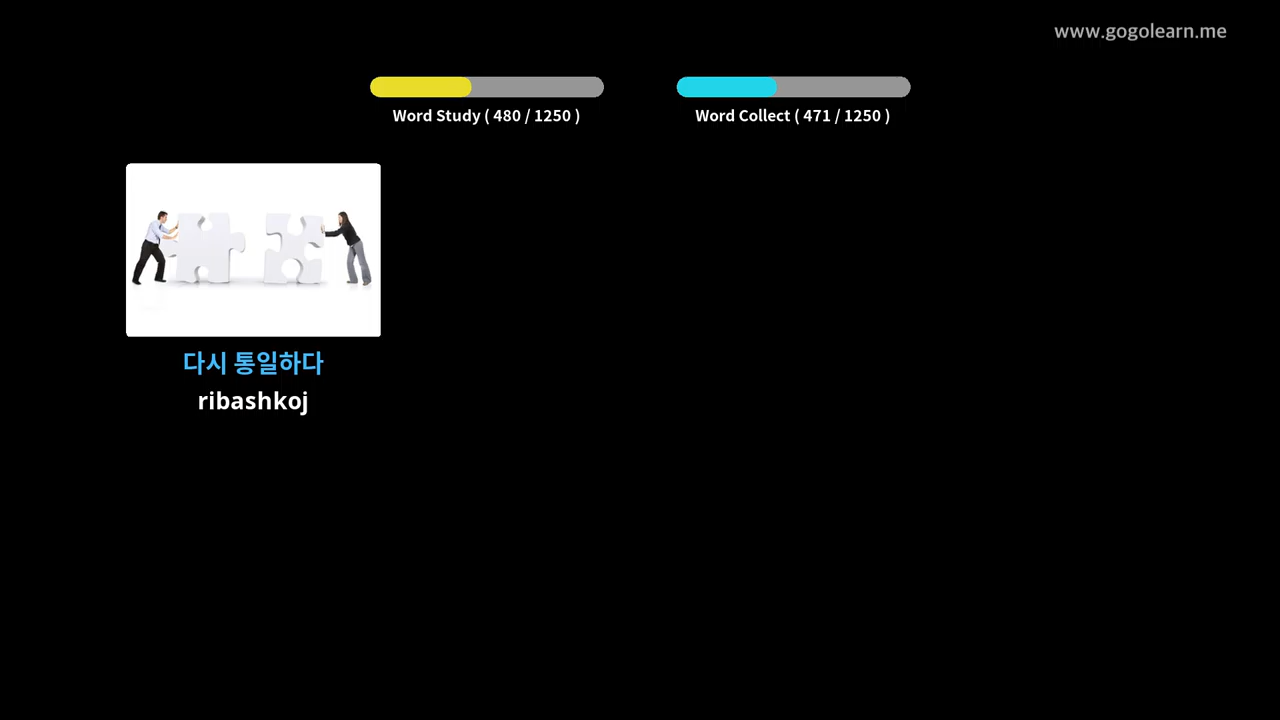 www.gogolearn.me
Word Study ( 480 / 1250 )
Word Collect ( 471 / 1250 )
다시 통일하다
ribashkoj